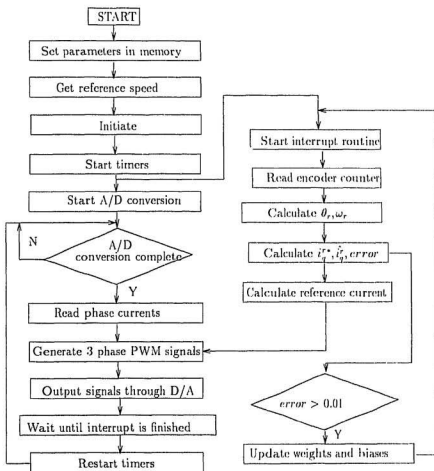 START
Set parameters in memory
Get reference speed
Initiate
Start timers
Start A/D conversion
N
A/D
conversion complete
Y
Read phase currents
Generate 3 phase PWM signals
Output signals through D/A
Wait until interrupt is finished
Restart timers
Start interrupt routine
Read encoder counter
Calculate θr, ωr
Calculate i_q^{r*}, î_q^r, error
Calculate reference current
error > 0.01
Y
Update weights and biases